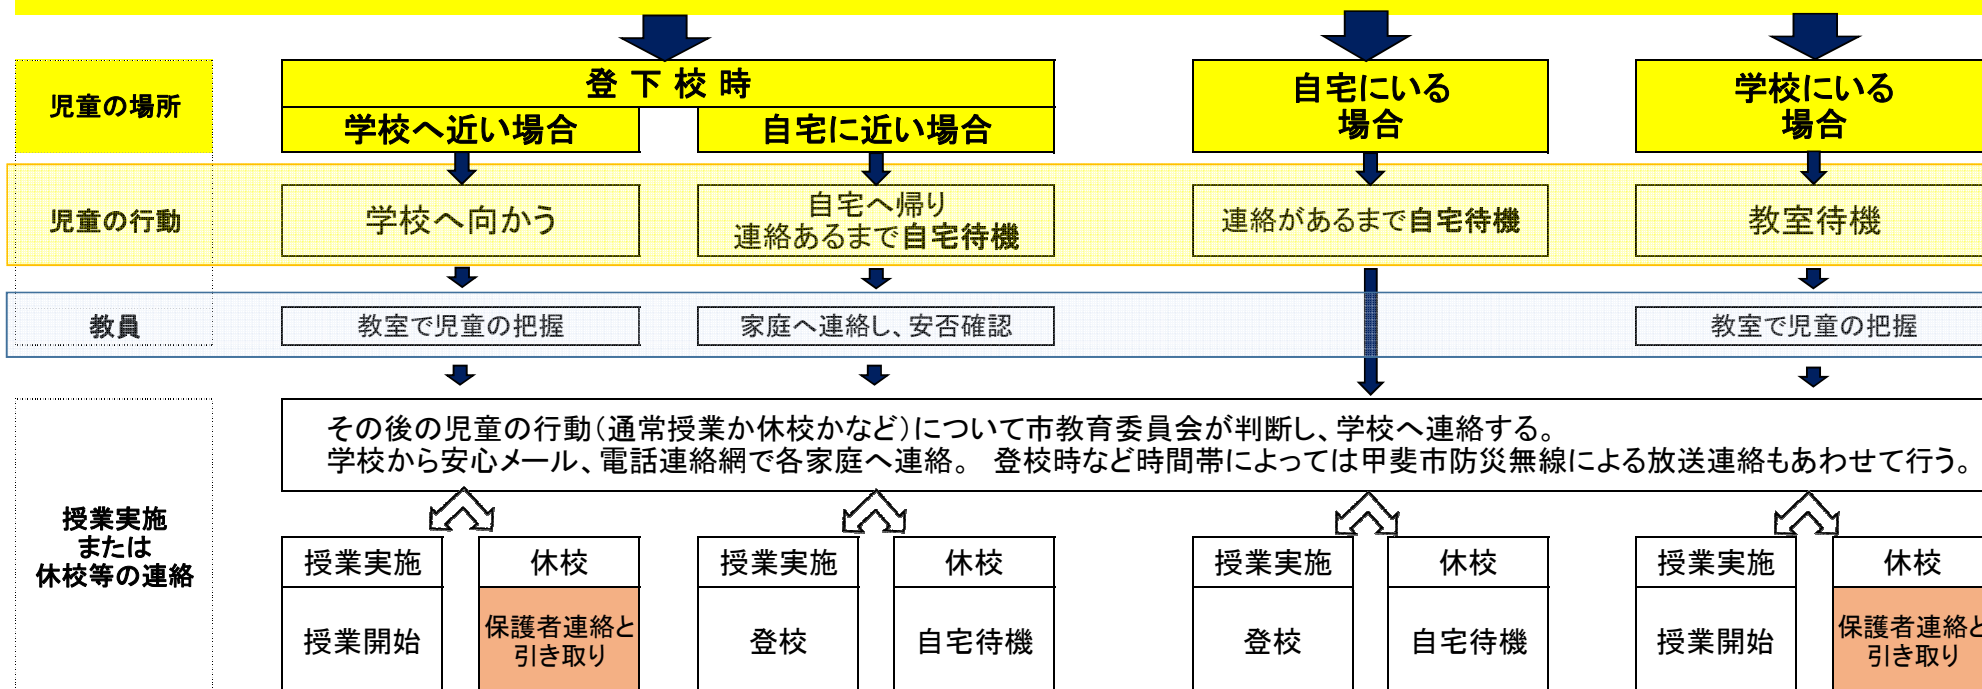 児童の場所
登下校時
学校へ近い場合
自宅に近い場合
自宅にいる
場合
学校にいる
場合
児童の行動
学校へ向かう
自宅へ帰り
連絡あるまで自宅待機
連絡があるまで自宅待機
教室待機
教員
教室で児童の把握
家庭へ連絡し、安否確認
教室で児童の把握
授業実施
または
休校等の連絡
その後の児童の行動(通常授業か休校かなど)について市教育委員会が判断し、学校へ連絡する。
学校から安心メール、電話連絡網で各家庭へ連絡。 登校時など時間帯によっては甲斐市防災無線による放送連絡もあわせて行う。
授業実施
休校
授業実施
休校
授業実施
休校
授業実施
休校
授業開始
保護者連絡と
引き取り
登校
自宅待機
登校
自宅待機
授業開始
保護者連絡と
引き取り